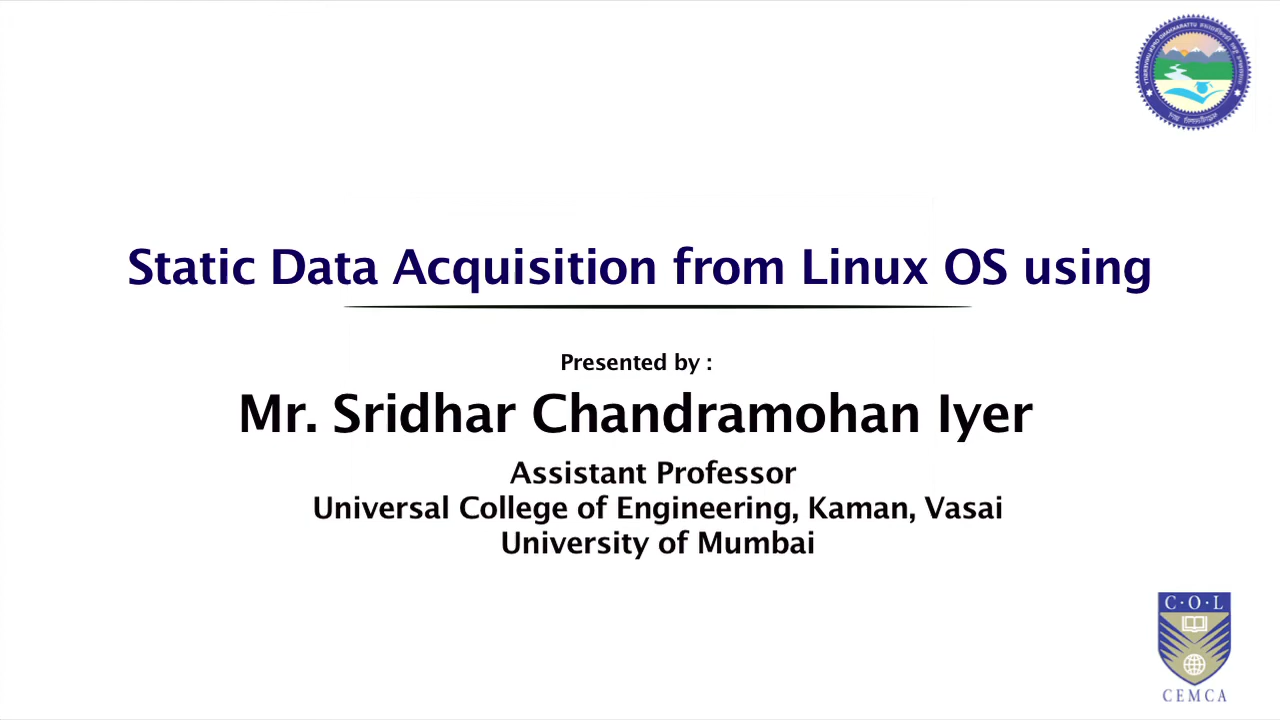 Static Data Acquisition from Linux OS using
Presented by :
Mr. Sridhar Chandramohan Iyer
Assistant Professor
Universal College of Engineering, Kaman, Vasai
University of Mumbai
C·O·L
CEMCA